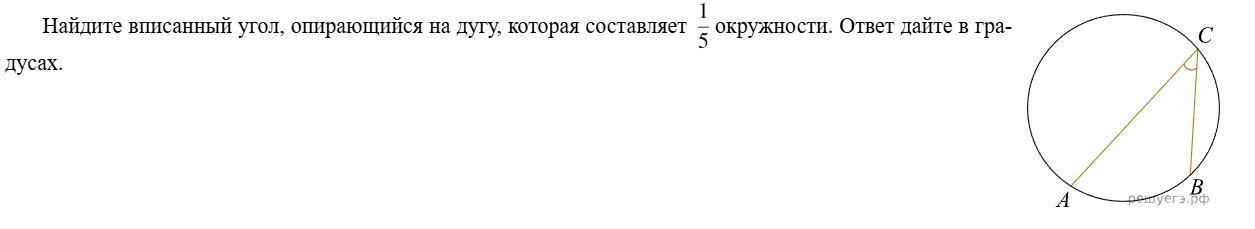 Найдите вписанный угол, опирающийся на дугу, которая составляет 1/5 окружности. Ответ дайте в гра-
дусах.
C
B
A
решуегэ.рф